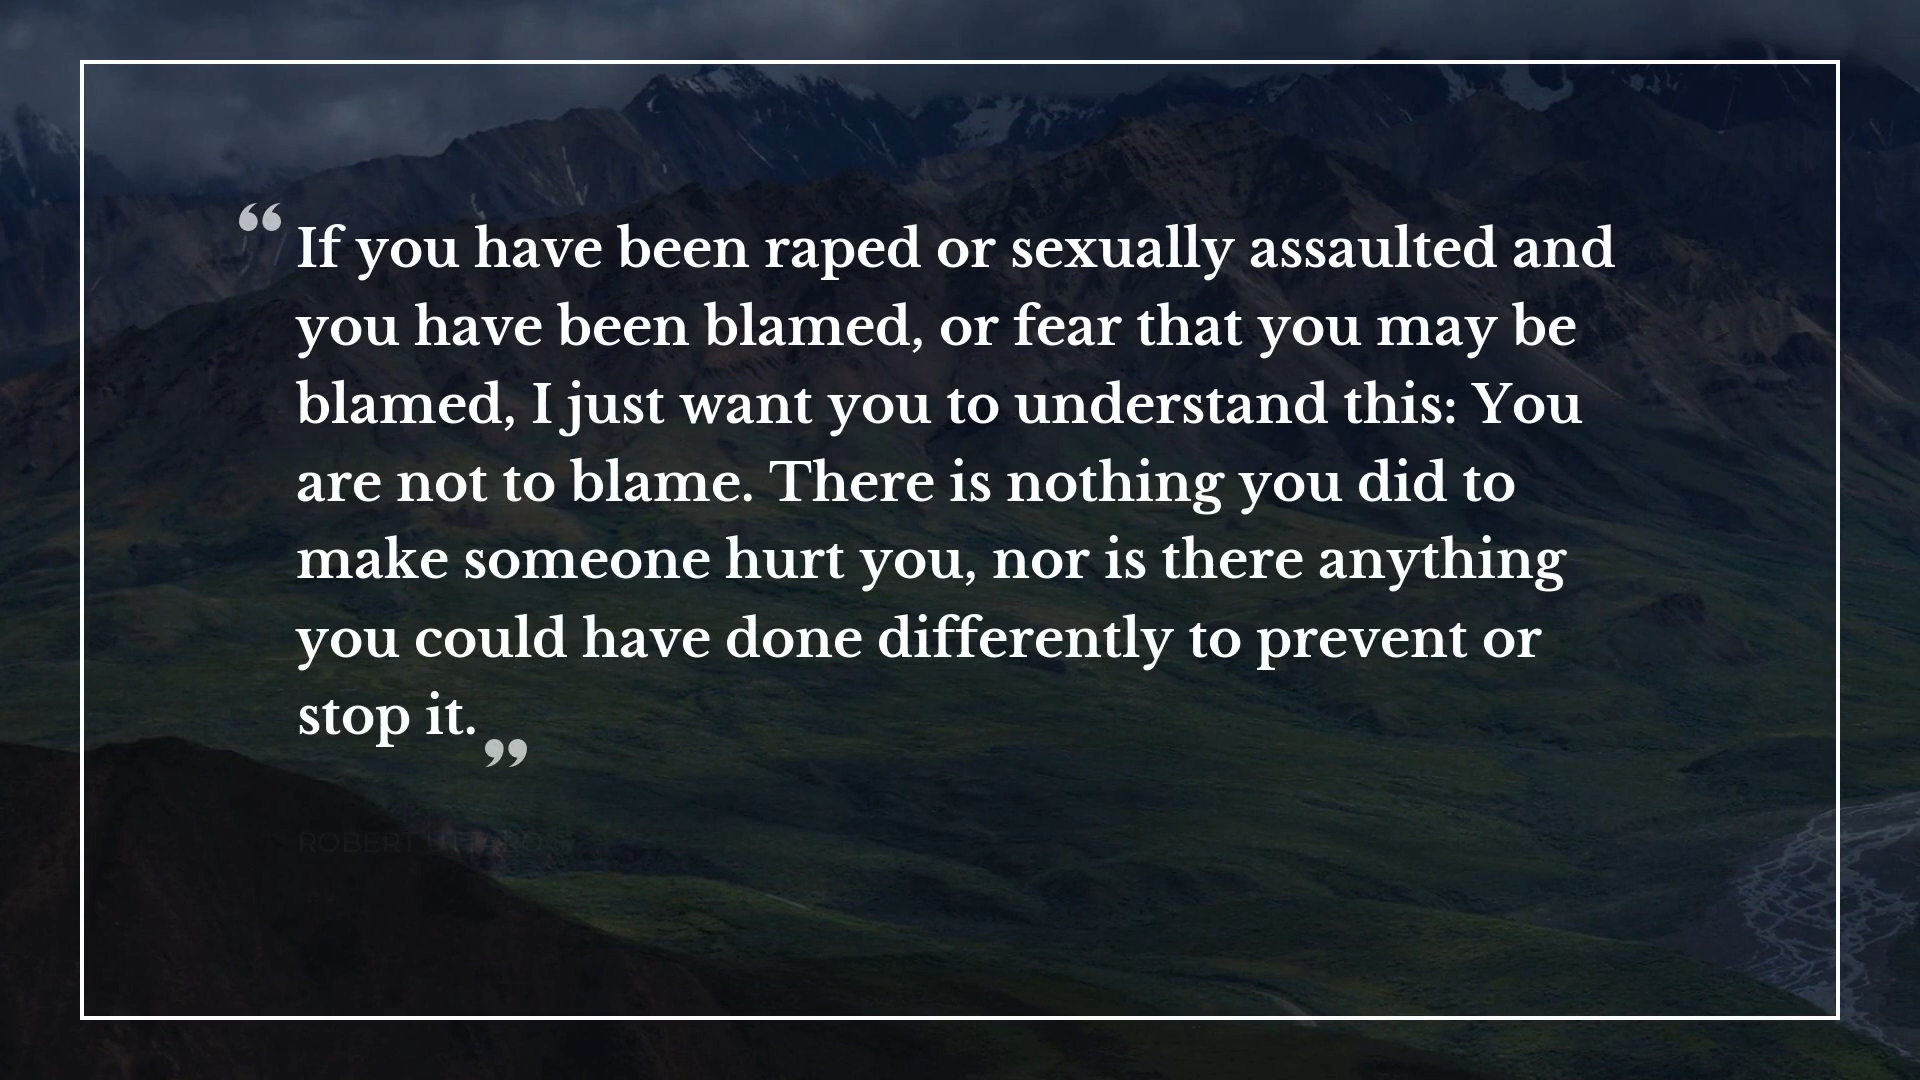 “If you have been raped or sexually assaulted and
you have been blamed, or fear that you may be
blamed, I just want you to understand this: You
are not to blame. There is nothing you did to
make someone hurt you, nor is there anything
you could have done differently to prevent or
stop it.”
ROBERT